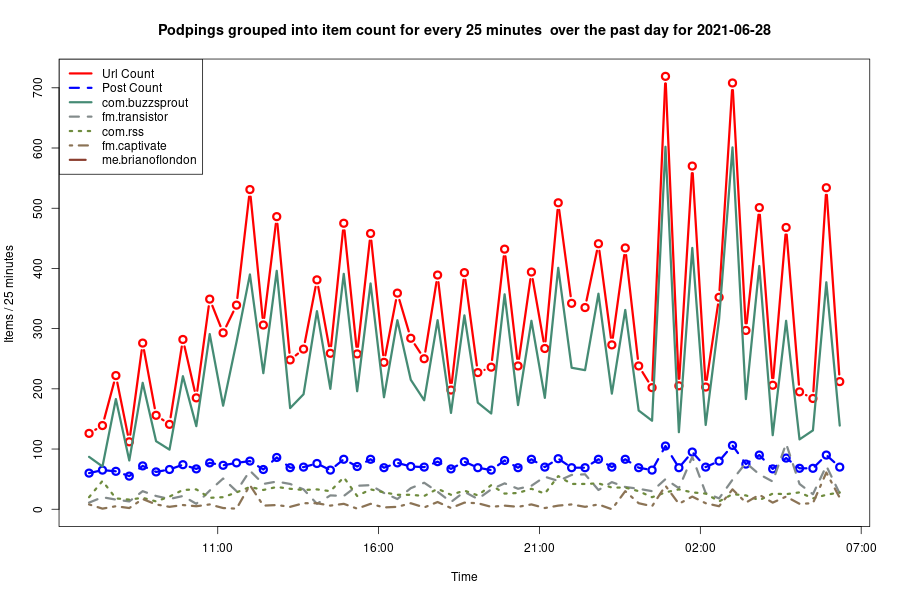 Podpings grouped into item count for every 25 minutes  over the past day for 2021-06-28
Url Count
Post Count
com.buzzsprout
fm.transistor
com.rss
fm.captivate
me.brianoflondon
Items / 25 minutes
700
600
500
400
300
200
100
0
11:00
16:00
21:00
02:00
07:00
Time